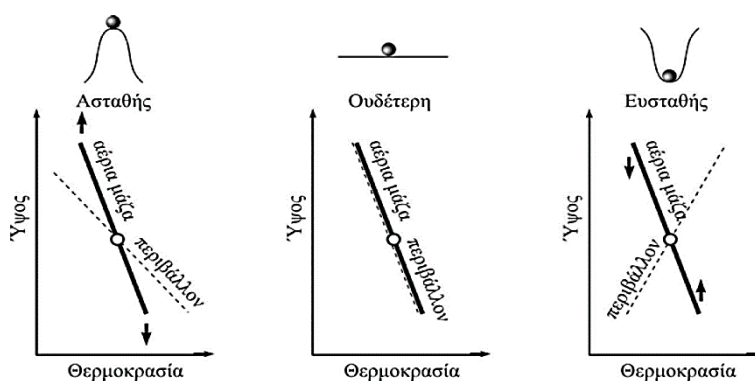 Ασταθής
Ύψος
αέρια μάζα
περιβάλλον
Θερμοκρασία
Ουδέτερη
Ύψος
αέρια μάζα
περιβάλλον
Θερμοκρασία
Ευσταθής
Ύψος
αέρια μάζα
περιβάλλον
Θερμοκρασία